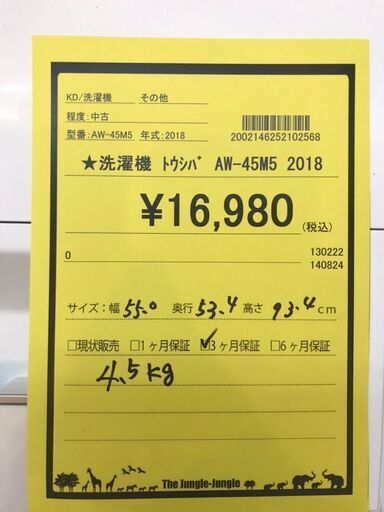 KD/洗濯機 その他
程度:中古
型番:AW-45M5 年式:2018
2002146252102568
★洗濯機 ﾄｳｼﾊﾞ AW-45M5 2018
¥16,980(税込)
0 130222
140824
サイズ:幅 55.0 奥行 53.4 高さ 93.4 cm
□現状販売 □1ヶ月保証 ☑3ヶ月保証 □6ヶ月保証
4.5kg
The Jungle-Jungle